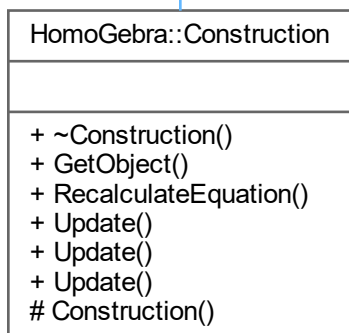 HomoGebra::Construction
+ ~Construction()
+ GetObject()
+ RecalculateEquation()
+ Update()
+ Update()
+ Update()
# Construction()